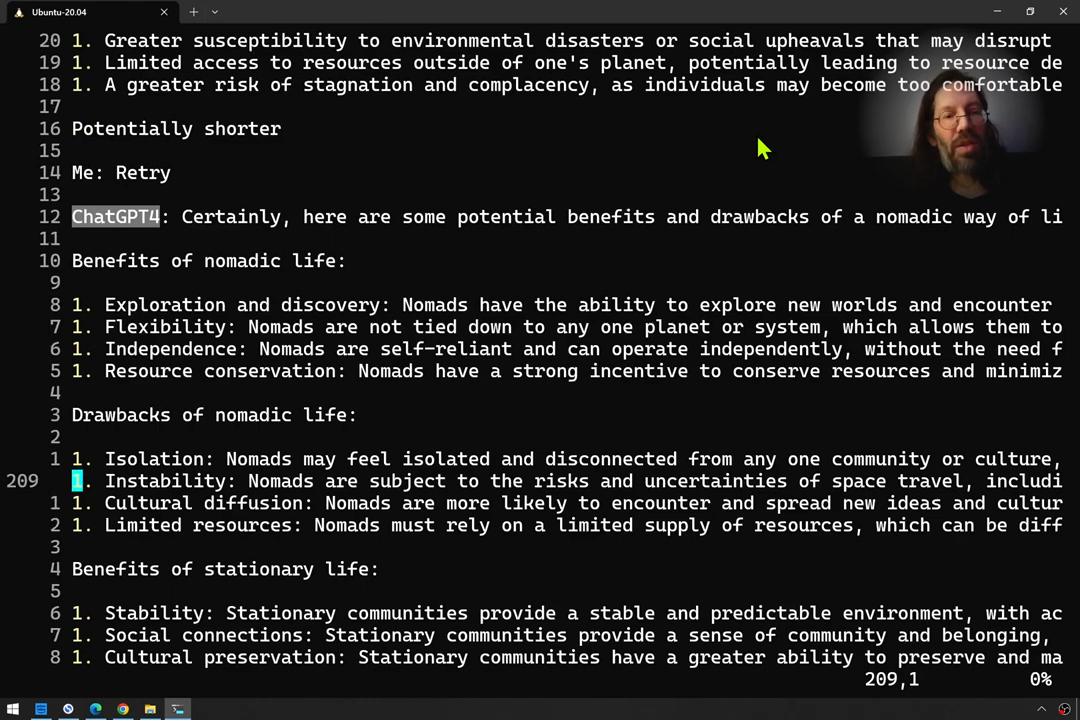 Ubuntu-20.04
20 1. Greater susceptibility to environmental disasters or social upheavals that may disrupt
19 1. Limited access to resources outside of one's planet, potentially leading to resource de
18 1. A greater risk of stagnation and complacency, as individuals may become too comfortable
17
16 Potentially shorter
15
14 Me: Retry
13
12 ChatGPT4: Certainly, here are some potential benefits and drawbacks of a nomadic way of li
11
10 Benefits of nomadic life:
9
8 1. Exploration and discovery: Nomads have the ability to explore new worlds and encounter
7 1. Flexibility: Nomads are not tied down to any one planet or system, which allows them to
6 1. Independence: Nomads are self-reliant and can operate independently, without the need f
5 1. Resource conservation: Nomads have a strong incentive to conserve resources and minimiz
4
3 Drawbacks of nomadic life:
2
1 1. Isolation: Nomads may feel isolated and disconnected from any one community or culture,
209 1. Instability: Nomads are subject to the risks and uncertainties of space travel, includi
1 1. Cultural diffusion: Nomads are more likely to encounter and spread new ideas and cultur
2 1. Limited resources: Nomads must rely on a limited supply of resources, which can be diff
3
4 Benefits of stationary life:
5
6 1. Stability: Stationary communities provide a stable and predictable environment, with ac
7 1. Social connections: Stationary communities provide a sense of community and belonging,
8 1. Cultural preservation: Stationary communities have a greater ability to preserve and ma
209,1 0%